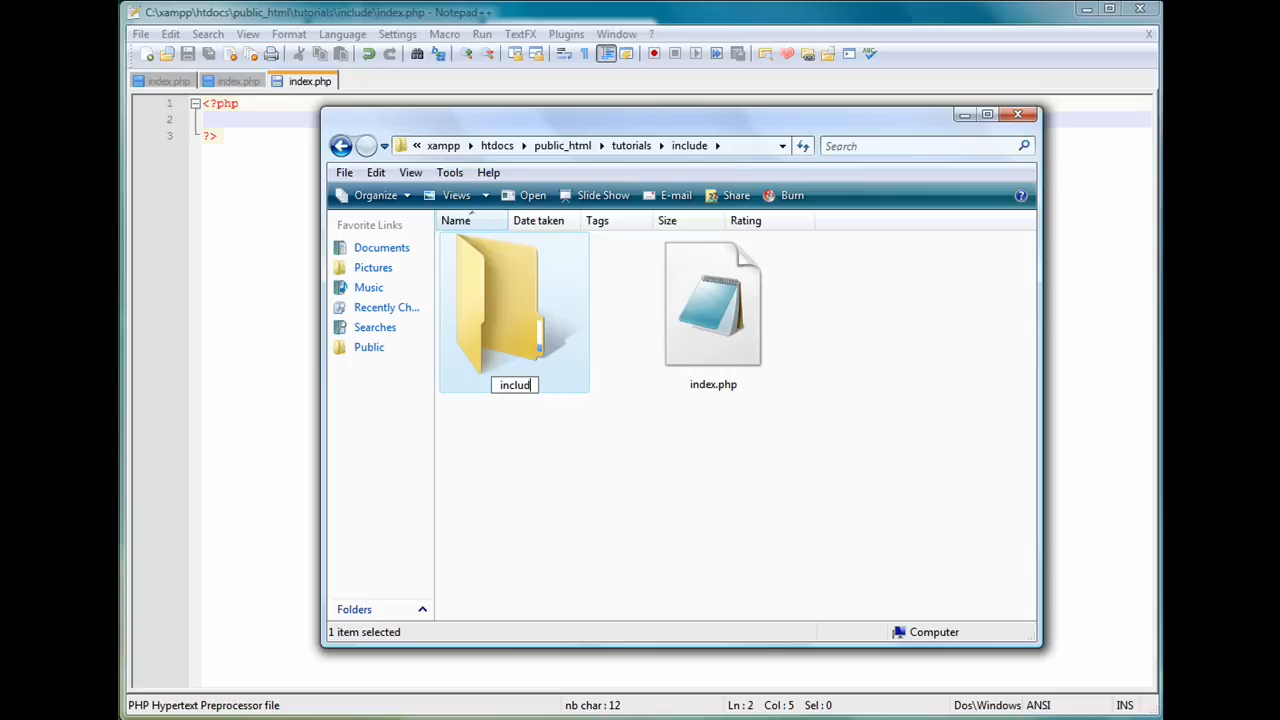 C:\xampp\htdocs\public_html\tutorials\include\index.php - Notepad++
File Edit Search View Format Language Settings Macro Run TextFX Plugins Window ? X
index.php index.php index.php
1 <?php
2
3 ?>
« xampp htdocs public_html tutorials include Search
File Edit View Tools Help
Organize Views Open Slide Show E-mail Share Burn ?
Favorite Links Name Date taken Tags Size Rating
Documents
Pictures
Music
Recently Ch...
Searches
Public
includ index.php
Folders
1 item selected Computer
PHP Hypertext Preprocessor file nb char : 12 Ln : 2 Col : 5 Sel : 0 Dos\Windows ANSI INS